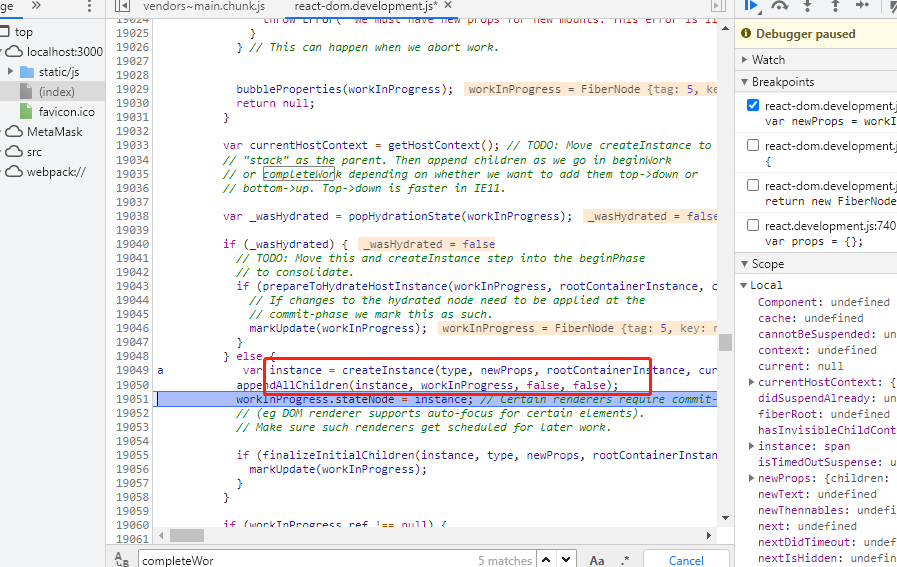 ge » vendors~main.chunk.js react-dom.development.js* ×
top
localhost:3000
static/js
(index)
favicon.ico
MetaMask
src
webpack://
19024 throw Error( "We must have new props for new mounts. This error is li
19025 }
19026 } // This can happen when we abort work.
19027
19028
19029 bubbleProperties(workInProgress); workInProgress = FiberNode {tag: 5, ke
19030 return null;
19031 }
19032
19033 var currentHostContext = getHostContext(); // TODO: Move createInstance to
19034 // "stack" as the parent. Then append children as we go in beginWork
19035 // or completeWork depending on whether we want to add them top->down or
19036 // bottom->up. Top->down is faster in IE11.
19037
19038 var _wasHydrated = popHydrationState(workInProgress); _wasHydrated = false
19039
19040 if (_wasHydrated) { _wasHydrated = false
19041 // TODO: Move this and createInstance step into the beginPhase
19042 // to consolidate.
19043 if (prepareToHydrateHostInstance(workInProgress, rootContainerInstance, c
19044 // If changes to the hydrated node need to be applied at the
19045 // commit-phase we mark this as such.
19046 markUpdate(workInProgress); workInProgress = FiberNode {tag: 5, key: n
19047 }
19048 } else {
19049 a var instance = createInstance(type, newProps, rootContainerInstance, cur
19050 appendAllChildren(instance, workInProgress, false, false);
19051 workInProgress.stateNode = instance; // Certain renderers require commit-
19052 // (eg DOM renderer supports auto-focus for certain elements).
19053 // Make sure such renderers get scheduled for later work.
19054
19055 if (finalizeInitialChildren(instance, type, newProps, rootContainerInstan
19056 markUpdate(workInProgress);
19057 }
19058 }
19059
19060 if (workInProgress.ref !== null) {
19061
completeWor 5 matches Aa .* Cancel
Debugger paused
Watch
Breakpoints
react-dom.development.j
var newProps = workI
react-dom.development.j
{
react-dom.development.j
return new FiberNode
react.development.js:740
var props = {};
Scope
Local
Component: undefined
cache: undefined
cannotBeSuspended: un
context: undefined
current: null
currentHostContext: {
didSuspendAlready: un
fiberRoot: undefined
hasInvisibleChildCont
instance: span
isTimedOutSuspense: u
newProps: {children:
newText: undefined
newThennables: undefi
next: undefined
nextDidTimeout: undef
nextIsHidden: undefin